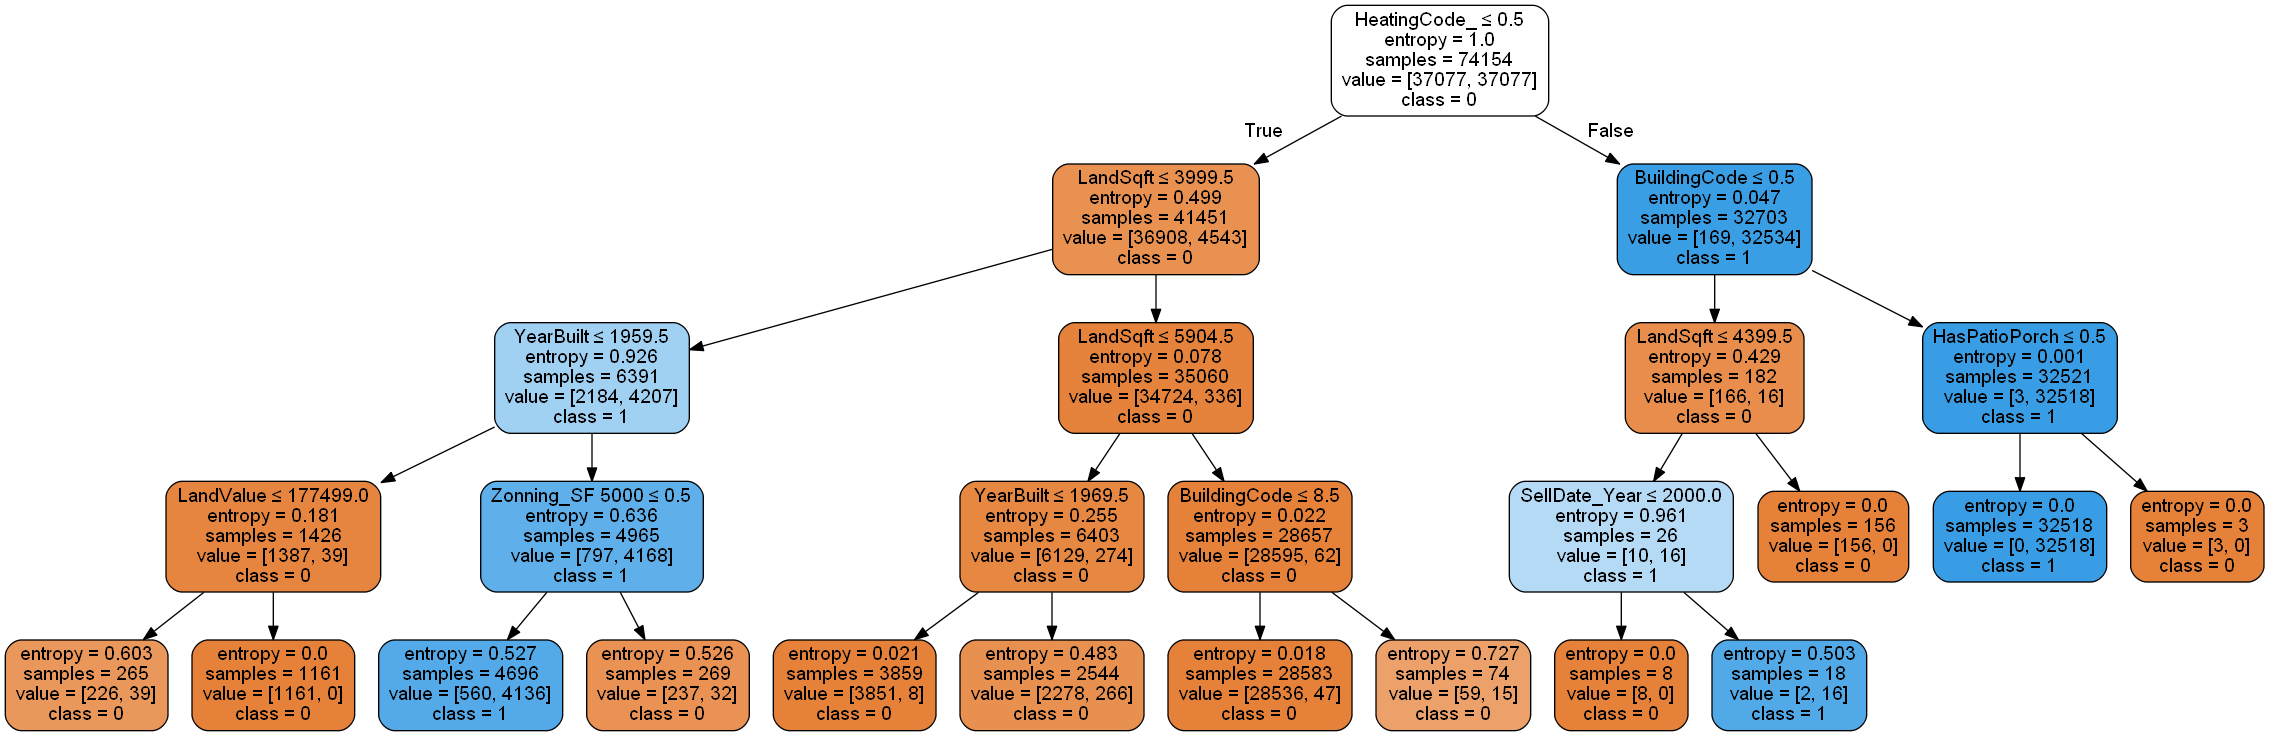 HeatingCode_ ≤ 0.5
entropy = 1.0
samples = 74154
value = [37077, 37077]
class = 0
True
False
LandSqft ≤ 3999.5
entropy = 0.499
samples = 41451
value = [36908, 4543]
class = 0
BuildingCode ≤ 0.5
entropy = 0.047
samples = 32703
value = [169, 32534]
class = 1
YearBuilt ≤ 1959.5
entropy = 0.926
samples = 6391
value = [2184, 4207]
class = 1
LandSqft ≤ 5904.5
entropy = 0.078
samples = 35060
value = [34724, 336]
class = 0
LandSqft ≤ 4399.5
entropy = 0.429
samples = 182
value = [166, 16]
class = 0
HasPatioPorch ≤ 0.5
entropy = 0.001
samples = 32521
value = [3, 32518]
class = 1
LandValue ≤ 177499.0
entropy = 0.181
samples = 1426
value = [1387, 39]
class = 0
Zonning_SF 5000 ≤ 0.5
entropy = 0.636
samples = 4965
value = [797, 4168]
class = 1
YearBuilt ≤ 1969.5
entropy = 0.255
samples = 6403
value = [6129, 274]
class = 0
BuildingCode ≤ 8.5
entropy = 0.022
samples = 28657
value = [28595, 62]
class = 0
SellDate_Year ≤ 2000.0
entropy = 0.961
samples = 26
value = [10, 16]
class = 1
entropy = 0.0
samples = 156
value = [156, 0]
class = 0
entropy = 0.0
samples = 32518
value = [0, 32518]
class = 1
entropy = 0.0
samples = 3
value = [3, 0]
class = 0
entropy = 0.603
samples = 265
value = [226, 39]
class = 0
entropy = 0.0
samples = 1161
value = [1161, 0]
class = 0
entropy = 0.527
samples = 4696
value = [560, 4136]
class = 1
entropy = 0.526
samples = 269
value = [237, 32]
class = 0
entropy = 0.021
samples = 3859
value = [3851, 8]
class = 0
entropy = 0.483
samples = 2544
value = [2278, 266]
class = 0
entropy = 0.018
samples = 28583
value = [28536, 47]
class = 0
entropy = 0.727
samples = 74
value = [59, 15]
class = 0
entropy = 0.0
samples = 8
value = [8, 0]
class = 0
entropy = 0.503
samples = 18
value = [2, 16]
class = 1